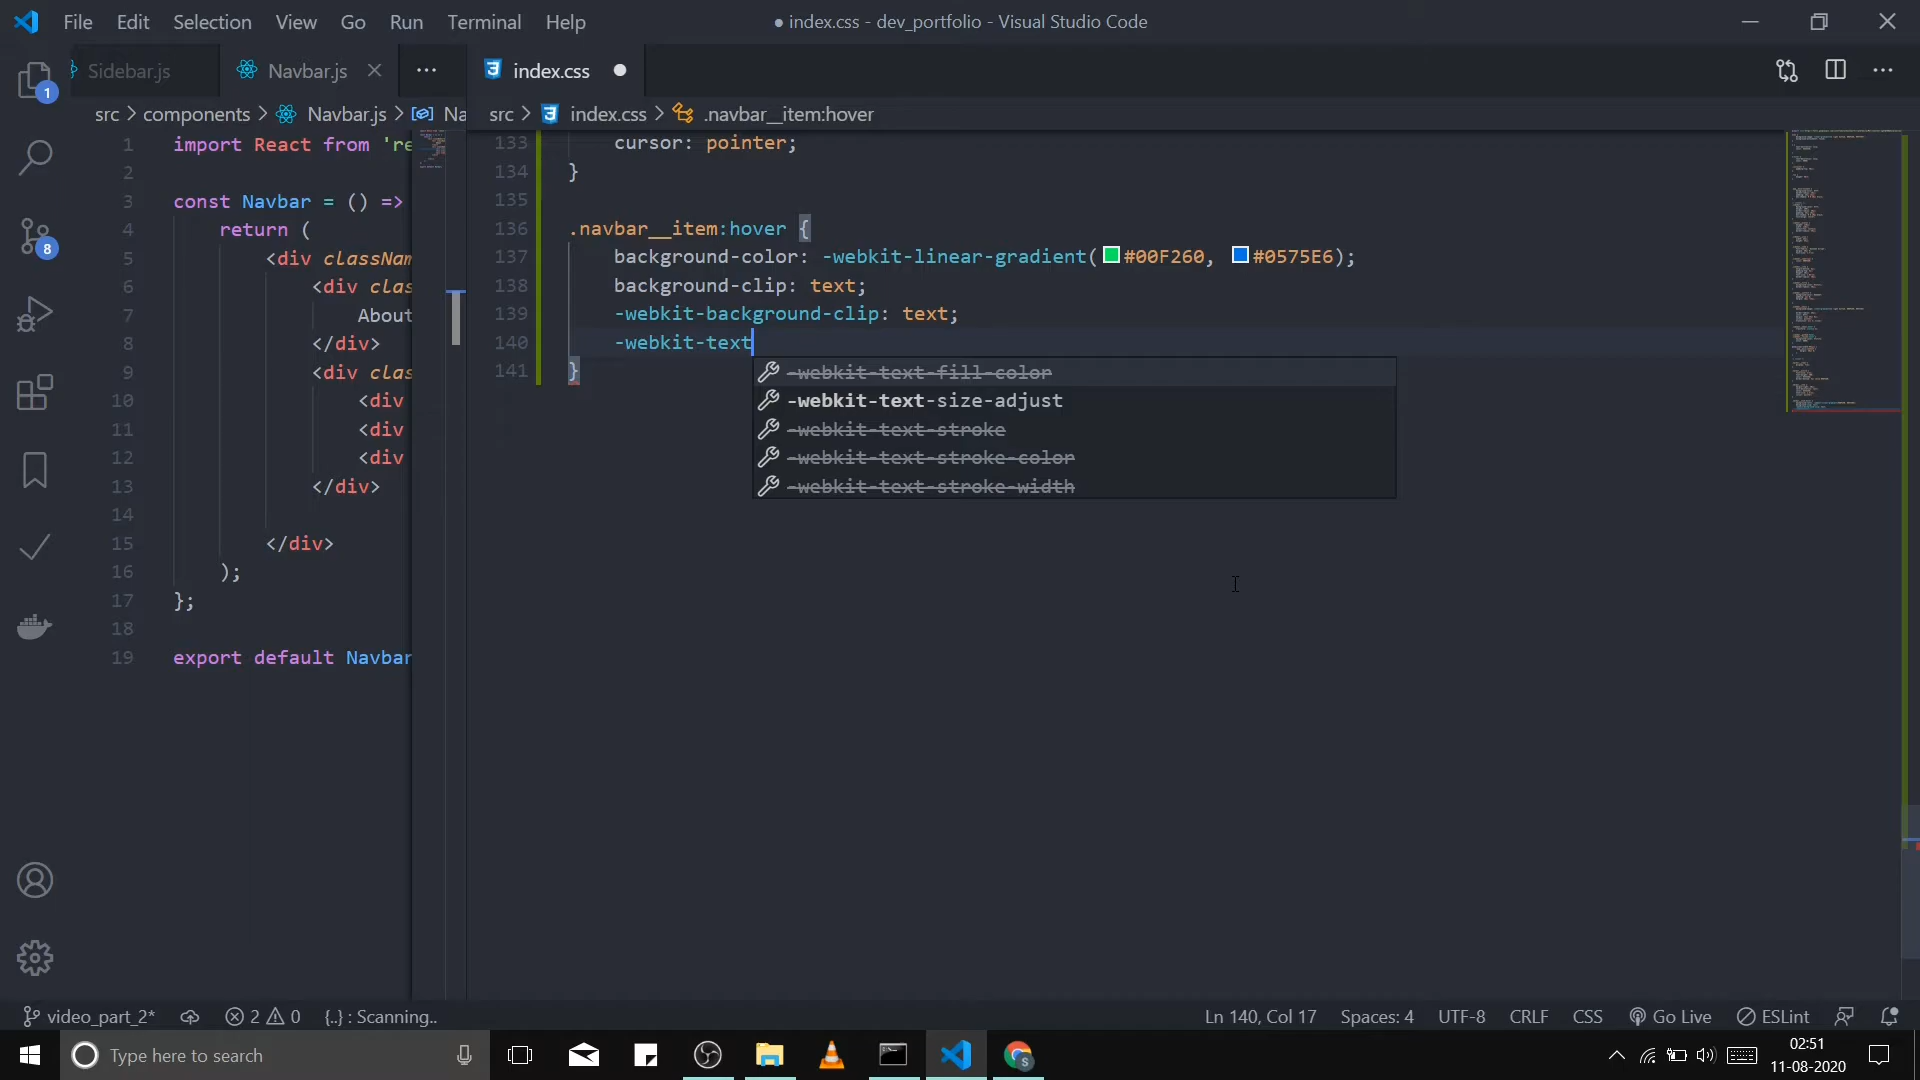 File Edit Selection View Go Run Terminal Help
● index.css - dev_portfolio - Visual Studio Code
Sidebar.js
Navbar.js
index.css
src > components > Navbar.js > Na
src > index.css > .navbar__item:hover
1 import React from 're
2
3 const Navbar = () =>
4 return (
5 <div classNam
6 <div clas
7 About
8 </div>
9 <div clas
10 <div
11 <div
12 <div
13 </div>
14
15 </div>
16 );
17 };
18
19 export default Navbar
133 cursor: pointer;
134 }
135
136 .navbar__item:hover {
137 background-color: -webkit-linear-gradient(#00F260, #0575E6);
138 background-clip: text;
139 -webkit-background-clip: text;
140 -webkit-text
141 }
-webkit-text-fill-color
-webkit-text-size-adjust
-webkit-text-stroke
-webkit-text-stroke-color
-webkit-text-stroke-width
1
8
video_part_2* 2 0 {..} : Scanning..
Ln 140, Col 17 Spaces: 4 UTF-8 CRLF CSS Go Live ESLint
Type here to search
S
02:51
11-08-2020